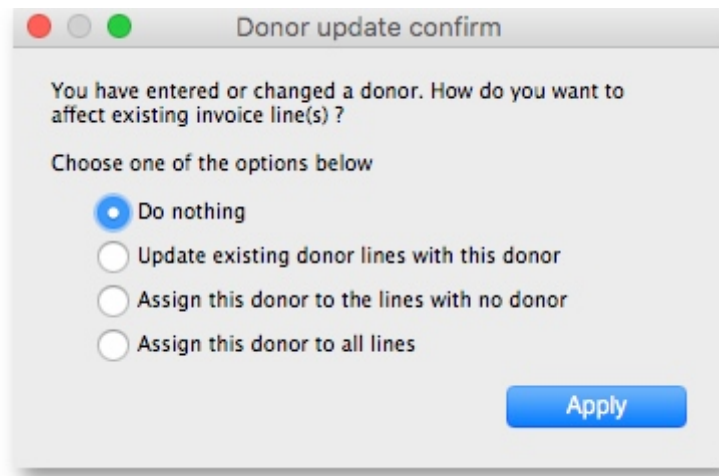 Donor update confirm
You have entered or changed a donor. How do you want to
affect existing invoice line(s) ?
Choose one of the options below
Do nothing
Update existing donor lines with this donor
Assign this donor to the lines with no donor
Assign this donor to all lines
Apply